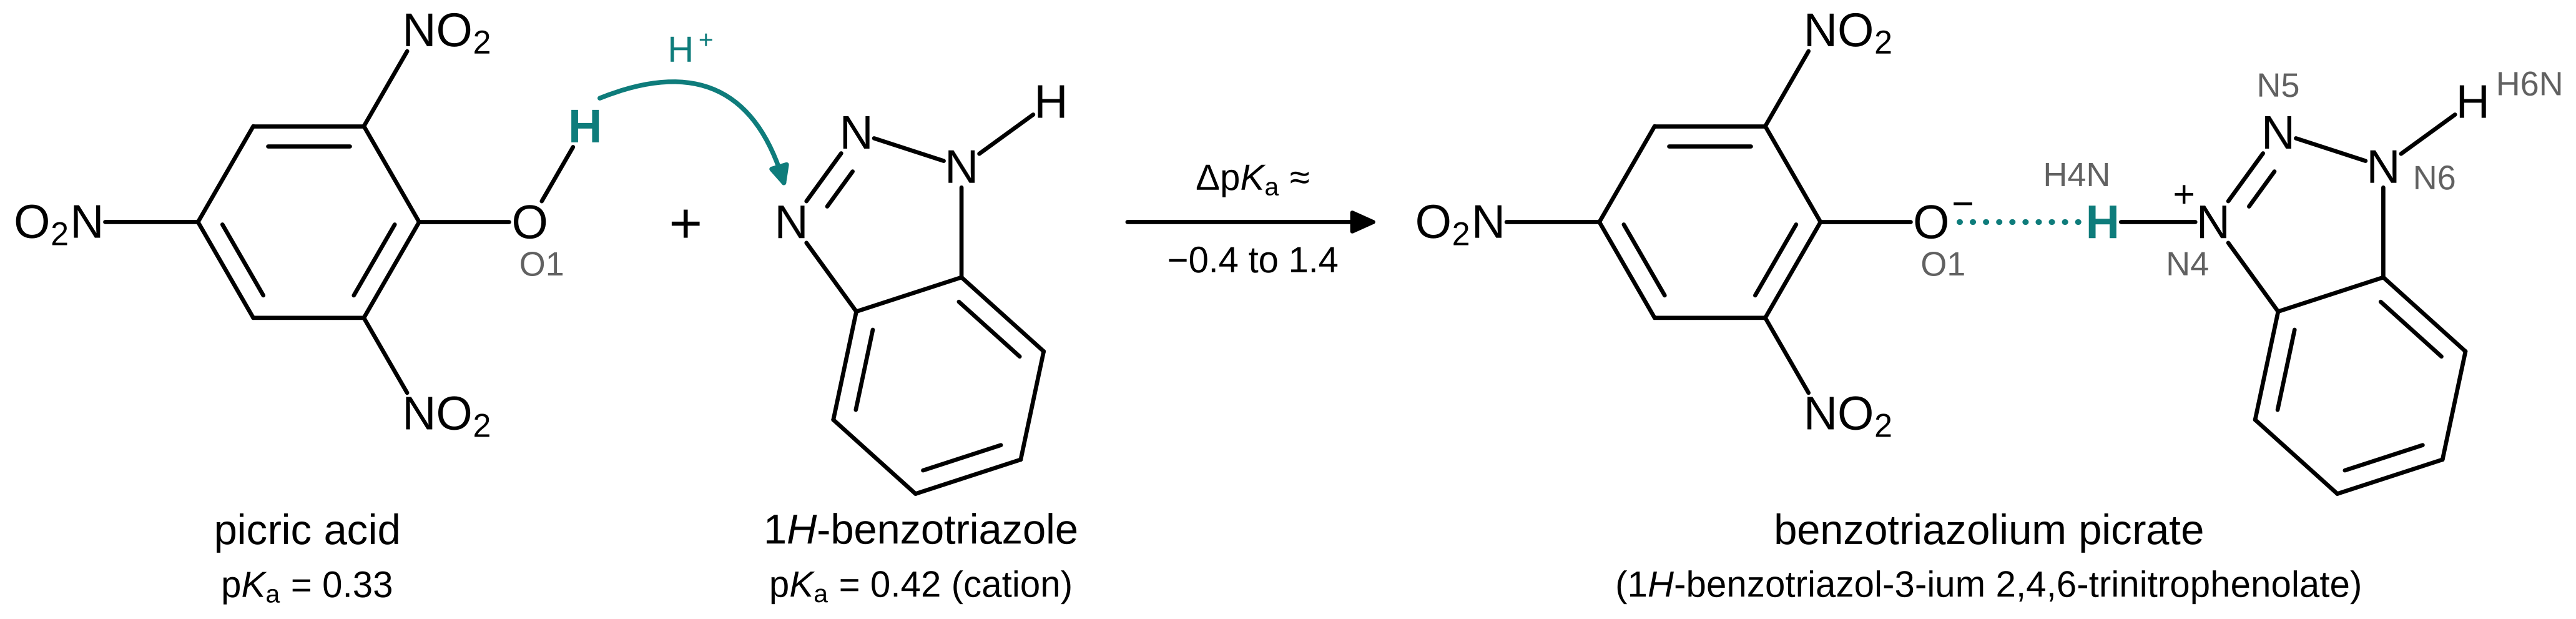 NO₂
O₂N
NO₂
H
O
O1
H⁺
+
N
N
N
H
ΔpKₐ ≈
−0.4 to 1.4
NO₂
O₂N
NO₂
O⁻
O1
H4N
H
+
N
N4
N5
N
N
N6
H
H6N
picric acid
pKₐ = 0.33
1H-benzotriazole
pKₐ = 0.42 (cation)
benzotriazolium picrate
(1H-benzotriazol-3-ium 2,4,6-trinitrophenolate)